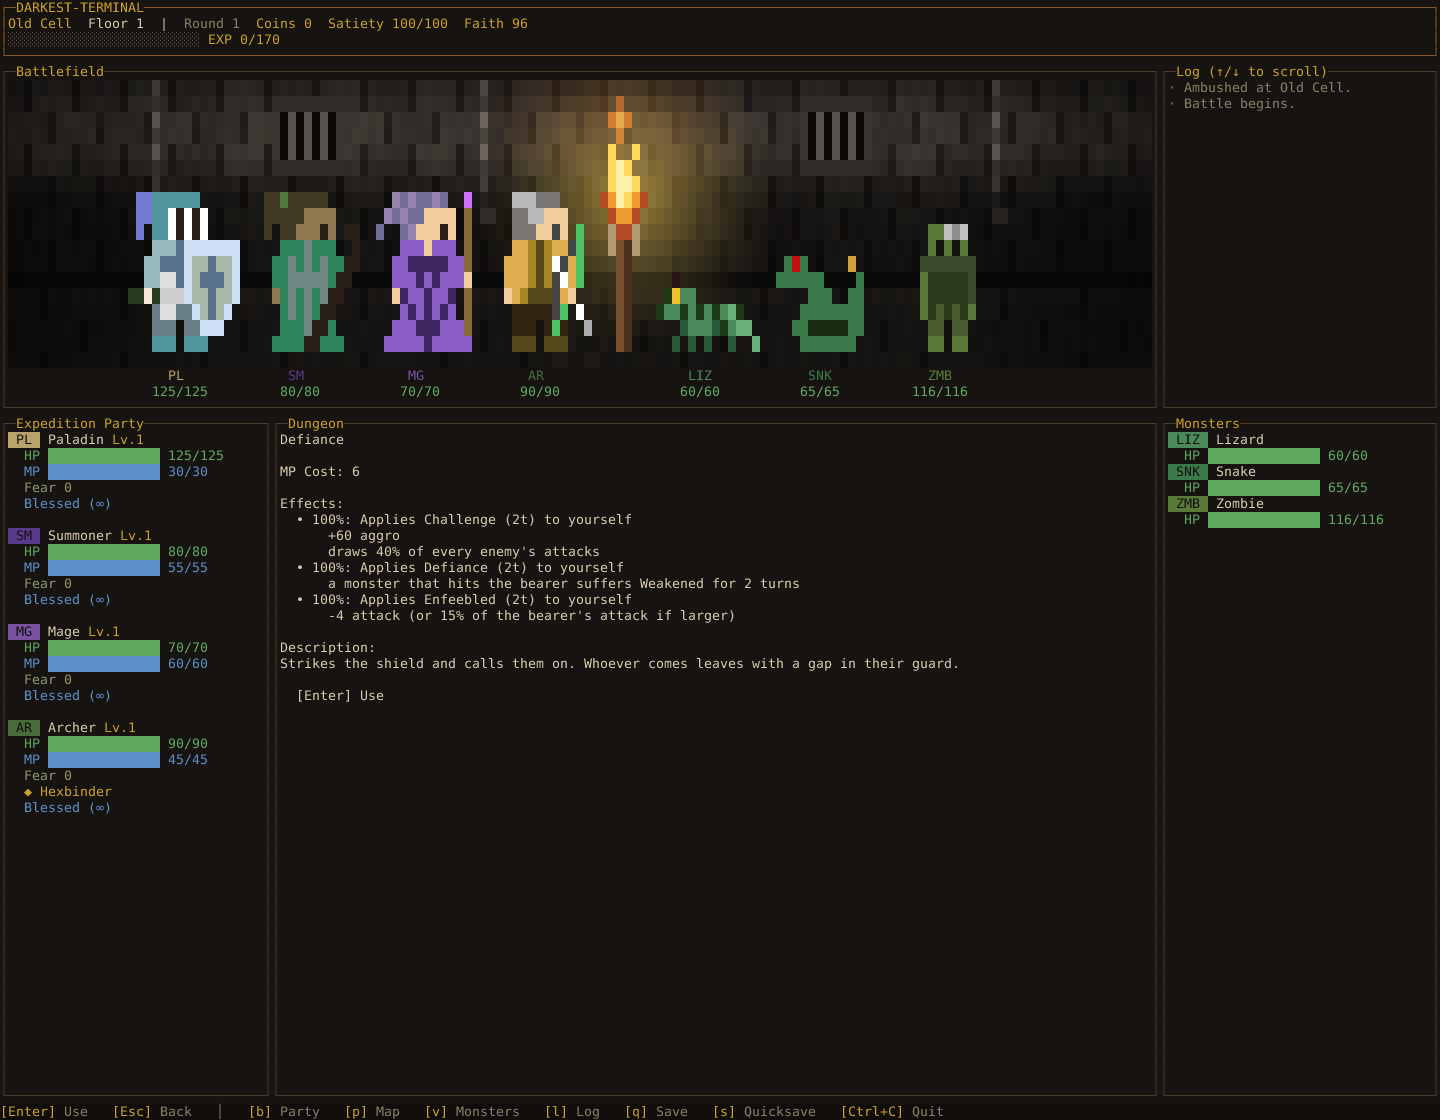 DARKEST-TERMINAL
Old Cell  Floor 1  |  Round 1  Coins 0  Satiety 100/100  Faith 96
EXP 0/170
Battlefield
PL SM MG AR LIZ SNK ZMB
125/125 80/80 70/70 90/90 60/60 65/65 116/116
Log (↑/↓ to scroll)
· Ambushed at Old Cell.
· Battle begins.
Expedition Party
PL Paladin Lv.1
HP 125/125
MP 30/30
Fear 0
Blessed (∞)
SM Summoner Lv.1
HP 80/80
MP 55/55
Fear 0
Blessed (∞)
MG Mage Lv.1
HP 70/70
MP 60/60
Fear 0
Blessed (∞)
AR Archer Lv.1
HP 90/90
MP 45/45
Fear 0
◆ Hexbinder
Blessed (∞)
Dungeon
Defiance
MP Cost: 6
Effects:
• 100%: Applies Challenge (2t) to yourself
+60 aggro
draws 40% of every enemy's attacks
• 100%: Applies Defiance (2t) to yourself
a monster that hits the bearer suffers Weakened for 2 turns
• 100%: Applies Enfeebled (2t) to yourself
-4 attack (or 15% of the bearer's attack if larger)
Description:
Strikes the shield and calls them on. Whoever comes leaves with a gap in their guard.
[Enter] Use
Monsters
LIZ Lizard
HP 60/60
SNK Snake
HP 65/65
ZMB Zombie
HP 116/116
[Enter] Use  [Esc] Back  |  [b] Party  [p] Map  [v] Monsters  [l] Log  [q] Save  [s] Quicksave  [Ctrl+C] Quit